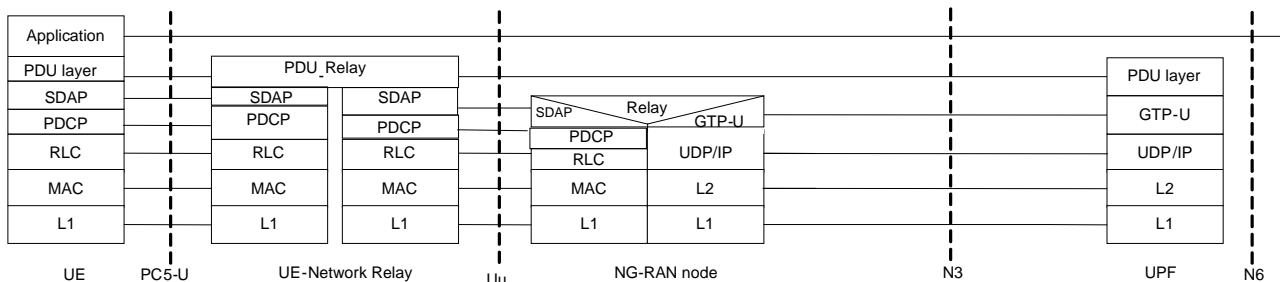 Application
PDU layer
PDU_Relay
PDU layer
SDAP
SDAP
SDAP
SDAP
Relay
GTP-U
GTP-U
PDCP
PDCP
PDCP
PDCP
RLC
RLC
RLC
RLC
UDP/IP
UDP/IP
MAC
MAC
MAC
MAC
L2
L2
L1
L1
L1
L1
L1
L1
UE
PC5-U
UE-Network Relay
Uu
NG-RAN node
N3
UPF
N6